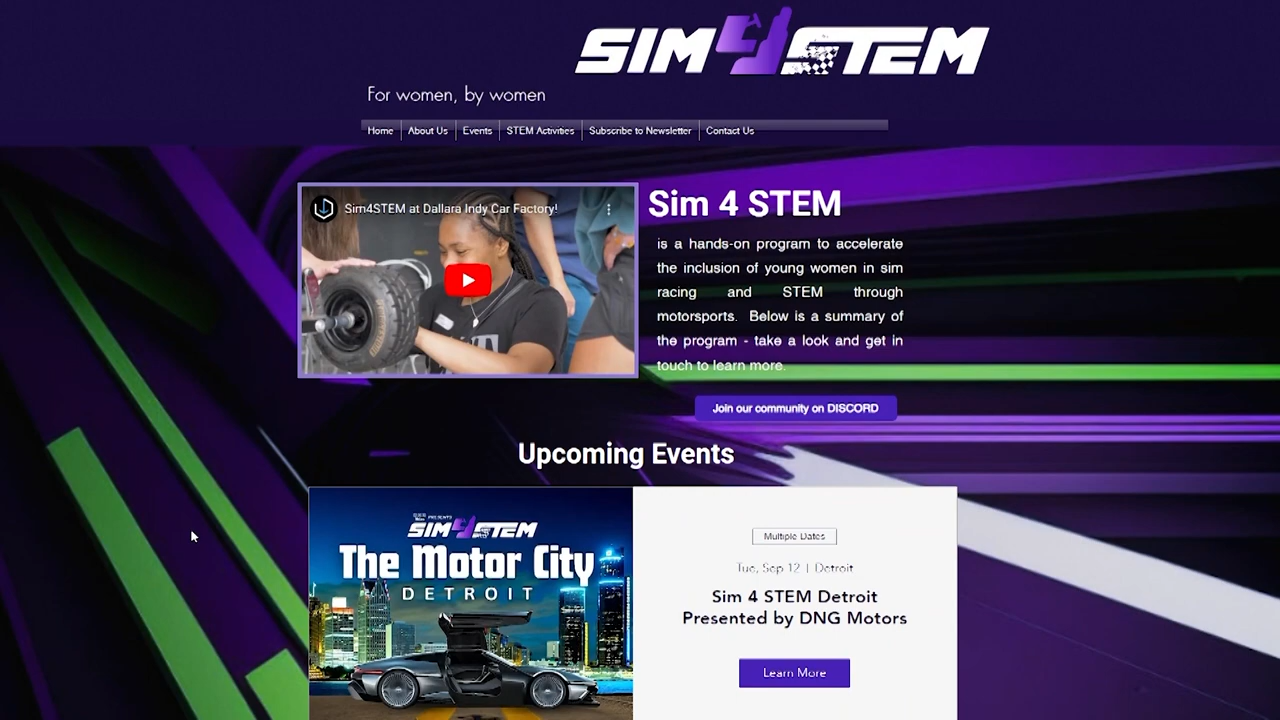 SIM4STEM
For women, by women
Home
About Us
Events
STEM Activities
Subscribe to Newsletter
Contact Us
Sim4STEM at Dallara Indy Car Factory!
Sim 4 STEM
is a hands-on program to accelerate
the inclusion of young women in sim
racing and STEM through
motorsports. Below is a summary of
the program - take a look and get in
touch to learn more.
Join our community on DISCORD
Upcoming Events
SIM4STEM
The Motor City
DETROIT
Multiple Dates
Tue, Sep 12 | Detroit
Sim 4 STEM Detroit
Presented by DNG Motors
Learn More